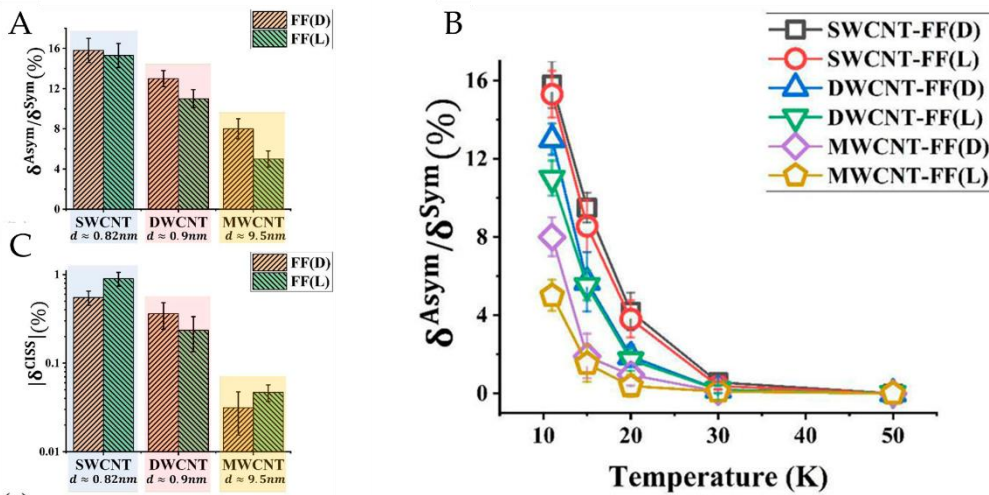 A
FF(D)
FF(L)
δ^Asym/δ^Sym (%)
16
12
8
4
0
SWCNT DWCNT MWCNT
d ≈ 0.82nm d ≈ 0.9nm d ≈ 9.5nm
C
FF(D)
FF(L)
|δ^CISS|(%)
1
0.1
0.01
SWCNT DWCNT MWCNT
d ≈ 0.82nm d ≈ 0.9nm d ≈ 9.5nm
B
SWCNT-FF(D)
SWCNT-FF(L)
DWCNT-FF(D)
DWCNT-FF(L)
MWCNT-FF(D)
MWCNT-FF(L)
δ^Asym/δ^Sym (%)
16
12
8
4
0
10 20 30 40 50
Temperature (K)